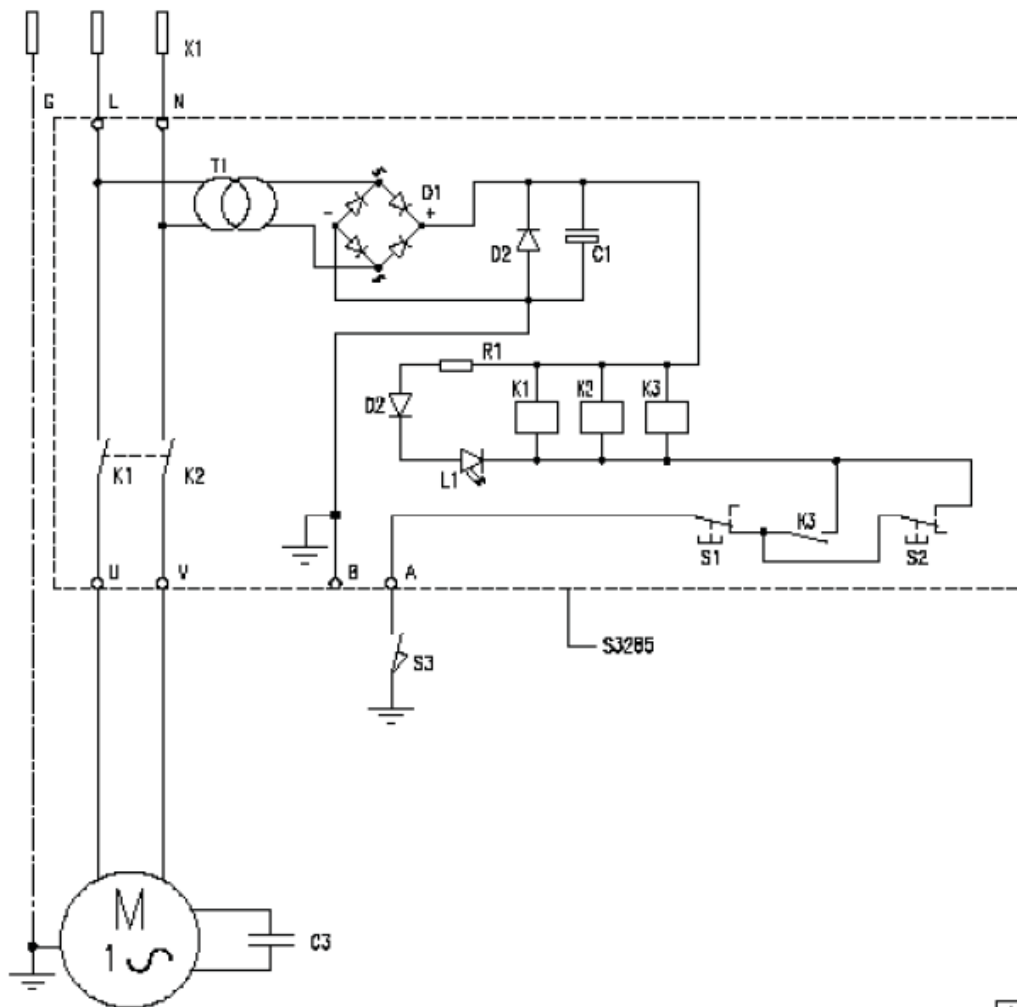 X1
G L N
T1
D1
- +
D2 C1
R1
K1 K2 K3
D2
L1
K1 K2
K3
S1 S2
U V B A
S3
S3285
M
1
C3